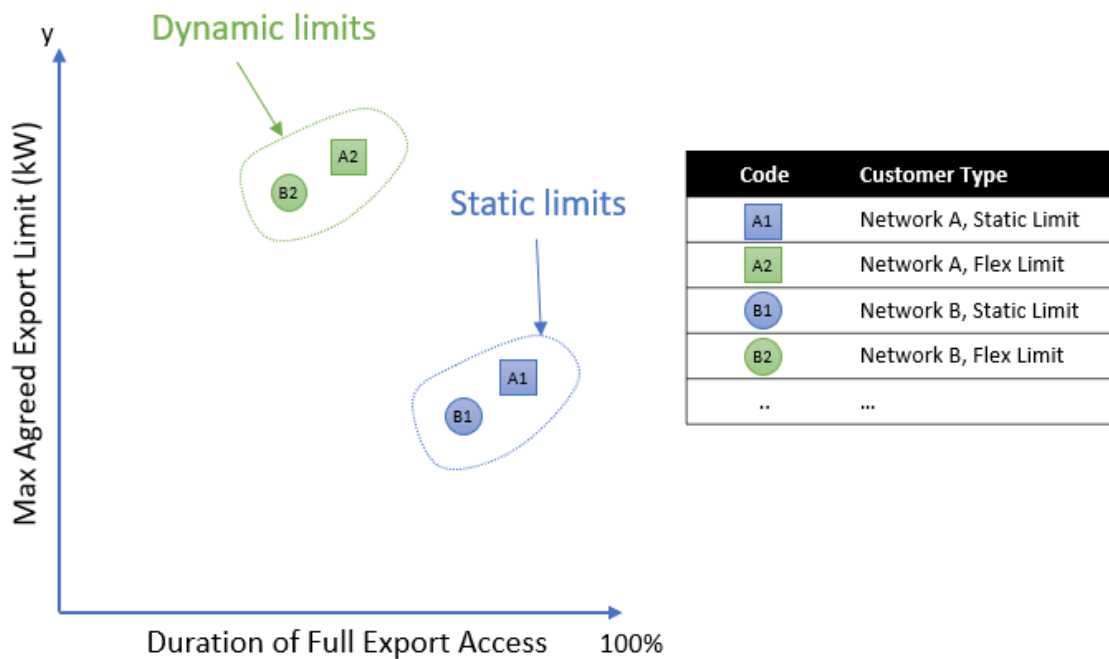 Dynamic limits
y
Max Agreed Export Limit (kW)
A2
B2
Static limits
A1
B1
Duration of Full Export Access
100%
Code Customer Type
A1 Network A, Static Limit
A2 Network A, Flex Limit
B1 Network B, Static Limit
B2 Network B, Flex Limit
.. ...